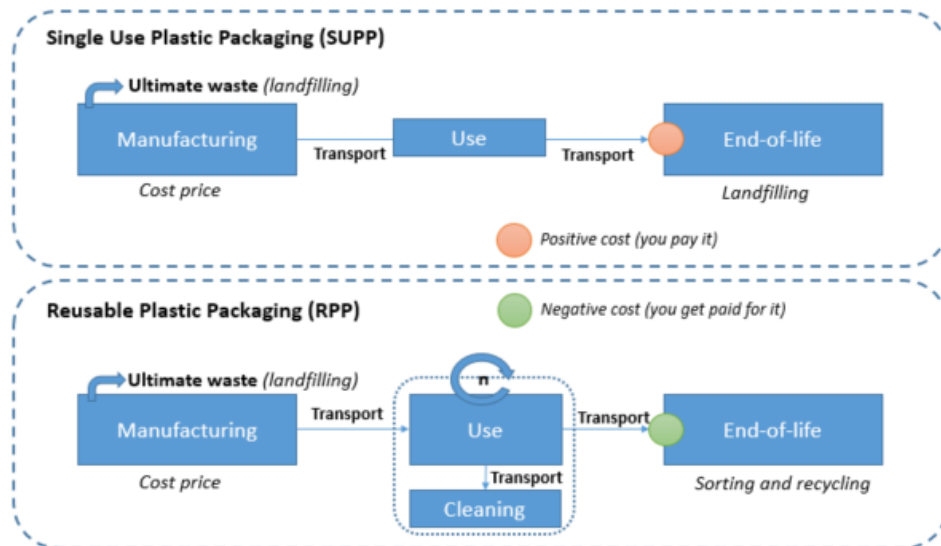 Single Use Plastic Packaging (SUPP)
Ultimate waste (landfilling)
Manufacturing
Transport
Use
Transport
End-of-life
Cost price
Landfilling
Positive cost (you pay it)
Reusable Plastic Packaging (RPP)
Negative cost (you get paid for it)
Ultimate waste (landfilling)
n
Manufacturing
Transport
Use
Transport
End-of-life
Cost price
Transport
Sorting and recycling
Cleaning